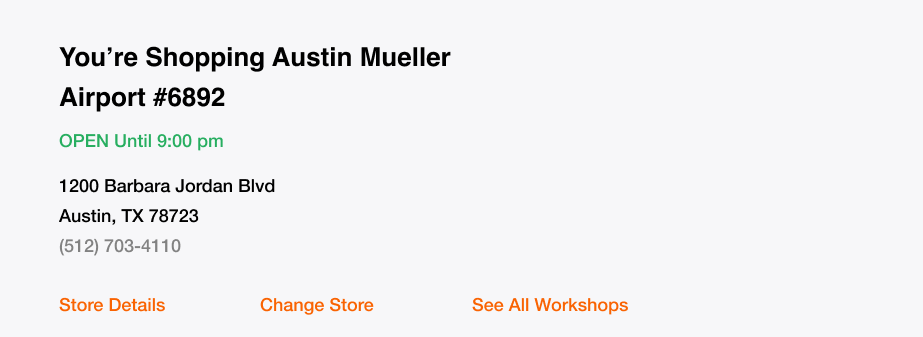 You’re Shopping Austin Mueller
Airport #6892
OPEN Until 9:00 pm
1200 Barbara Jordan Blvd
Austin, TX 78723
(512) 703-4110
Store Details
Change Store
See All Workshops